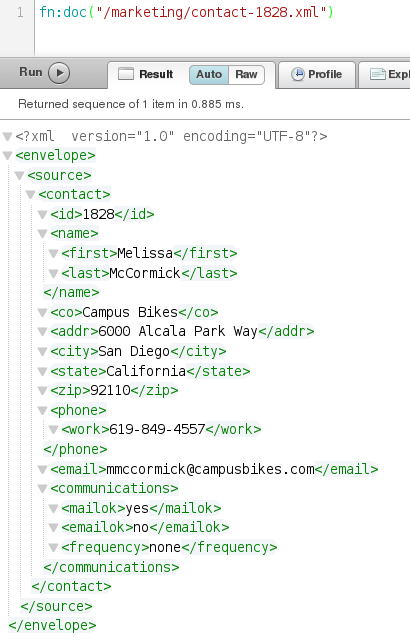 1 fn:doc("/marketing/contact-1828.xml")
Run Result Auto Raw Profile Expl
Returned sequence of 1 item in 0.885 ms.
<?xml  version="1.0" encoding="UTF-8"?>
<envelope>
<source>
<contact>
<id>1828</id>
<name>
<first>Melissa</first>
<last>McCormick</last>
</name>
<co>Campus Bikes</co>
<addr>6000 Alcala Park Way</addr>
<city>San Diego</city>
<state>California</state>
<zip>92110</zip>
<phone>
<work>619-849-4557</work>
</phone>
<email>mmccormick@campusbikes.com</email>
<communications>
<mailok>yes</mailok>
<emailok>no</emailok>
<frequency>none</frequency>
</communications>
</contact>
</source>
</envelope>